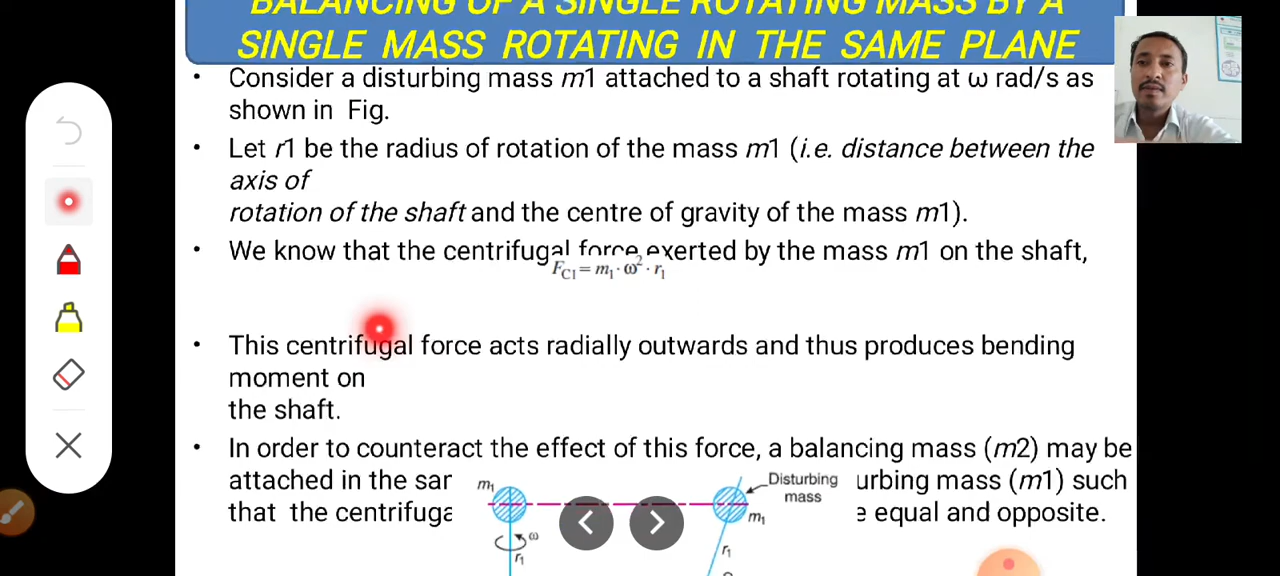 BALANCING OF A SINGLE ROTATING MASS BY A
SINGLE MASS ROTATING IN THE SAME PLANE
• Consider a disturbing mass m1 attached to a shaft rotating at ω rad/s as
shown in Fig.
• Let r1 be the radius of rotation of the mass m1 (i.e. distance between the
axis of
rotation of the shaft and the centre of gravity of the mass m1).
• We know that the centrifugal force exerted by the mass m1 on the shaft,
F_C1 = m₁ · ω² · r₁
• This centrifugal force acts radially outwards and thus produces bending
moment on
the shaft.
• In order to counteract the effect of this force, a balancing mass (m2) may be
attached in the urbing mass (m1) such
that the equal and opposite.
m₁
Disturbing
mass
m₁
ω
r₁
r₁